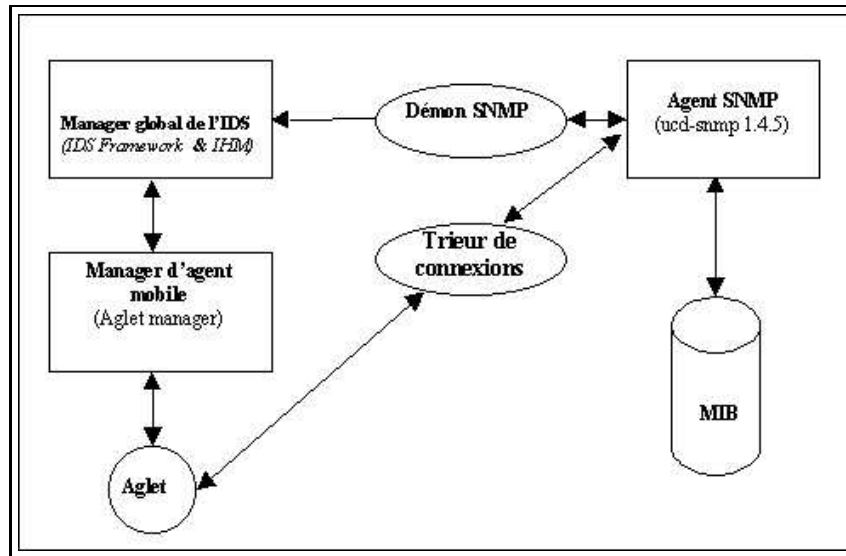 Manager global de l'IDS
(IDS Framework & IHM)
Démon SNMP
Agent SNMP
(ucd-snmp 1.4.5)
Trieur de
connexions
Manager d'agent
mobile
(Aglet manager)
MIB
Aglet